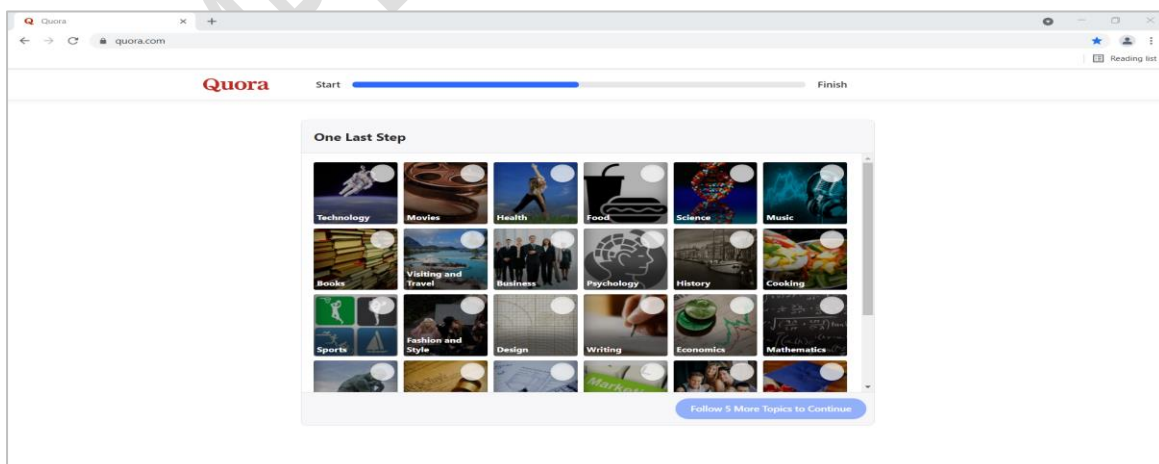 Quora
quora.com
Reading list
Quora Start Finish
One Last Step
Technology Movies Health Food Science Music
Books Visiting and Travel Business Psychology History Cooking
Sports Fashion and Style Design Writing Economics Mathematics
Follow 5 More Topics to Continue